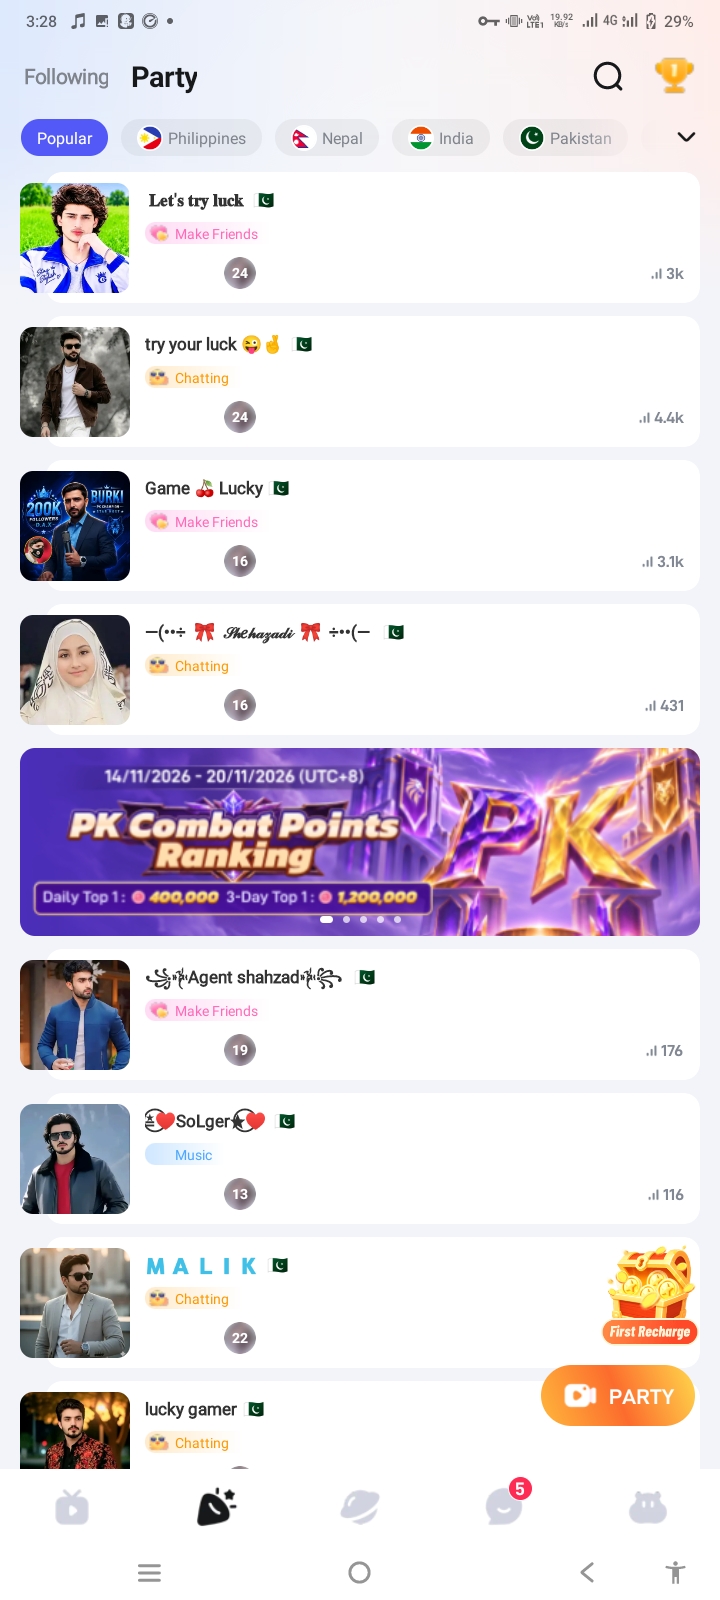 3:28
VoLTE1 19.92 KB/s 4G 29%
Following Party
Popular Philippines Nepal India Pakistan
𝐋𝐞𝐭'𝐬 𝐭𝐫𝐲 𝐥𝐮𝐜𝐤 🇵🇰
Make Friends
24
3k
try your luck 😜🤞 🇵🇰
Chatting
24
4.4k
200K
FOLLOWERS
BURKI
Game 🍒 Lucky 🇵🇰
Make Friends
16
3.1k
—(••÷ 🎀 𝓢𝓱𝓮𝓱𝓪𝔃𝓪𝓭𝓲 🎀 ÷••(— 🇵🇰
Chatting
16
431
14/11/2026 - 20/11/2026 (UTC+8)
PK Combat Points
Ranking
Daily Top 1: 400,000 3-Day Top 1: 1,200,000
PK
Agent shahzad 🇵🇰
Make Friends
19
176
❤️SoLger★❤️ 🇵🇰
Music
13
116
M A L I K 🇵🇰
Chatting
22
First Recharge
lucky gamer 🇵🇰
Chatting
PARTY
5